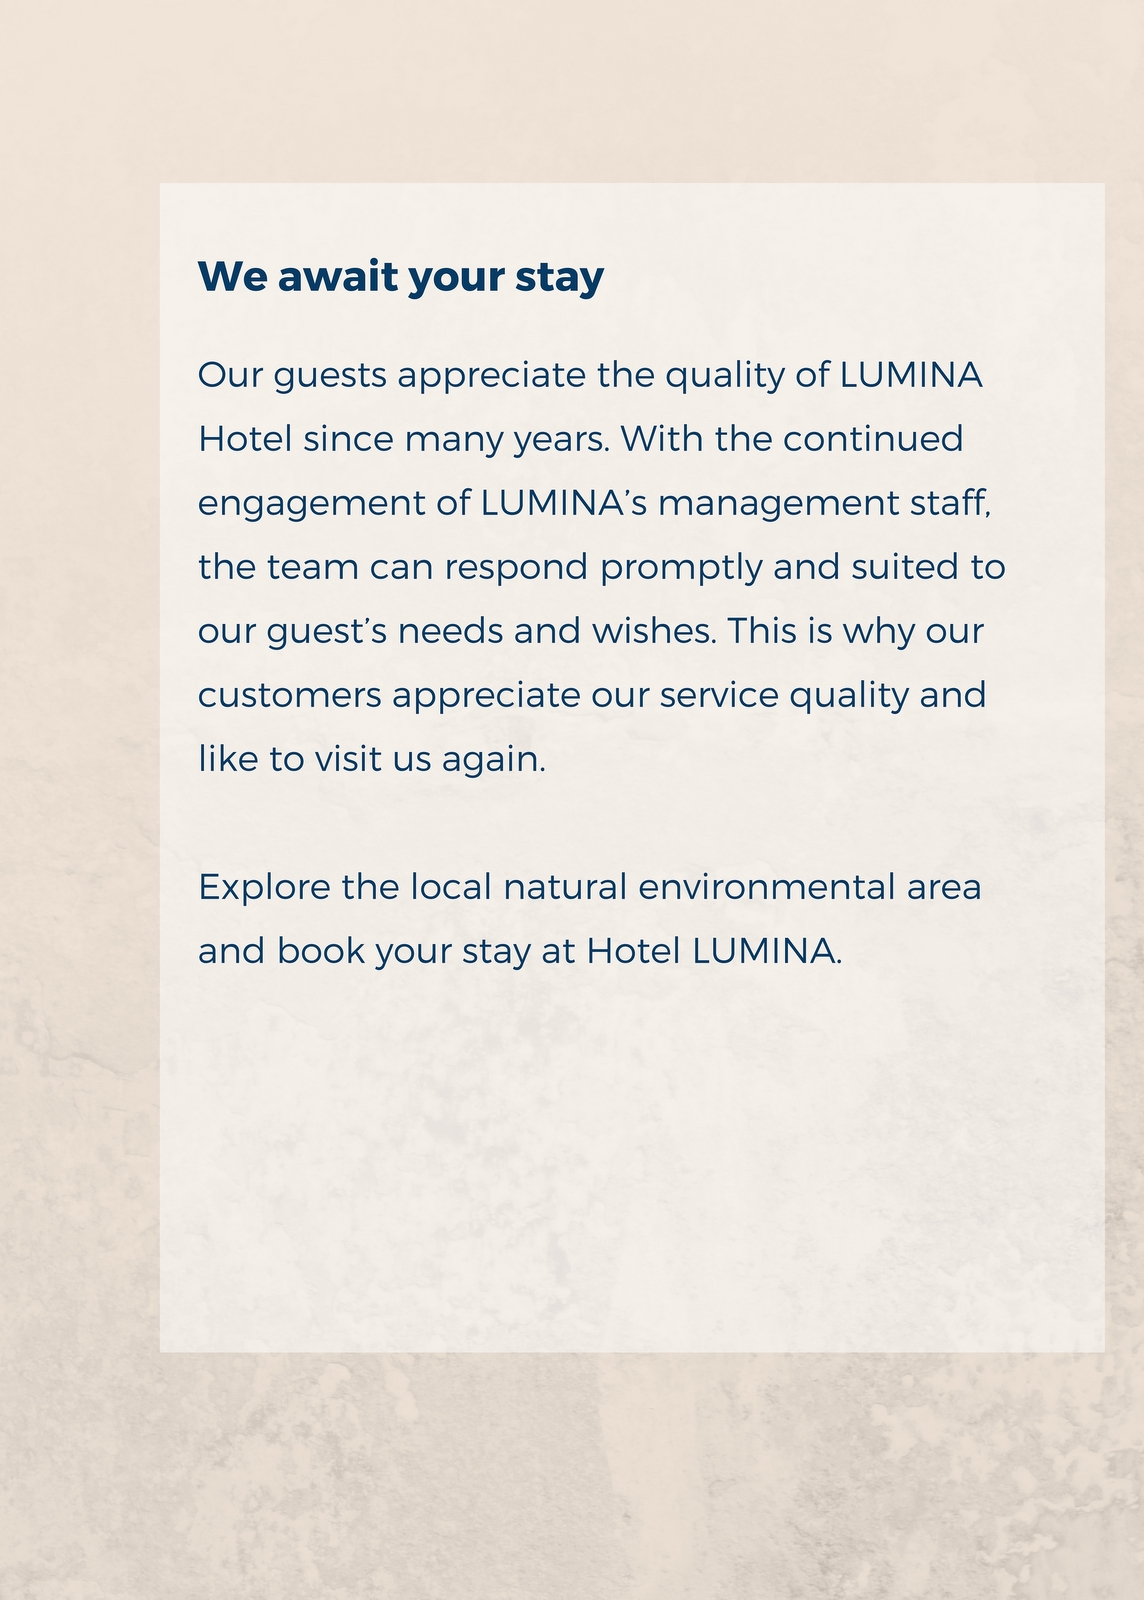 We await your stay
Our guests appreciate the quality of LUMINA
Hotel since many years. With the continued
engagement of LUMINA’s management staff,
the team can respond promptly and suited to
our guest’s needs and wishes. This is why our
customers appreciate our service quality and
like to visit us again.
Explore the local natural environmental area
and book your stay at Hotel LUMINA.